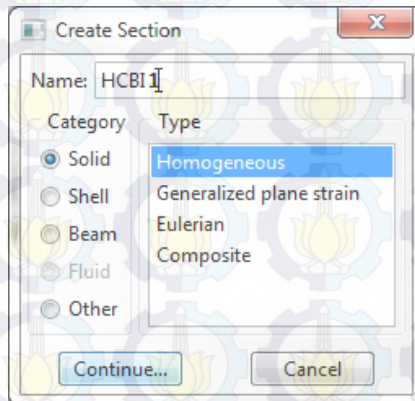 Create Section
Name: HCBI 1
Category
Type
Solid
Homogeneous
Shell
Generalized plane strain
Beam
Eulerian
Fluid
Composite
Other
Continue...
Cancel